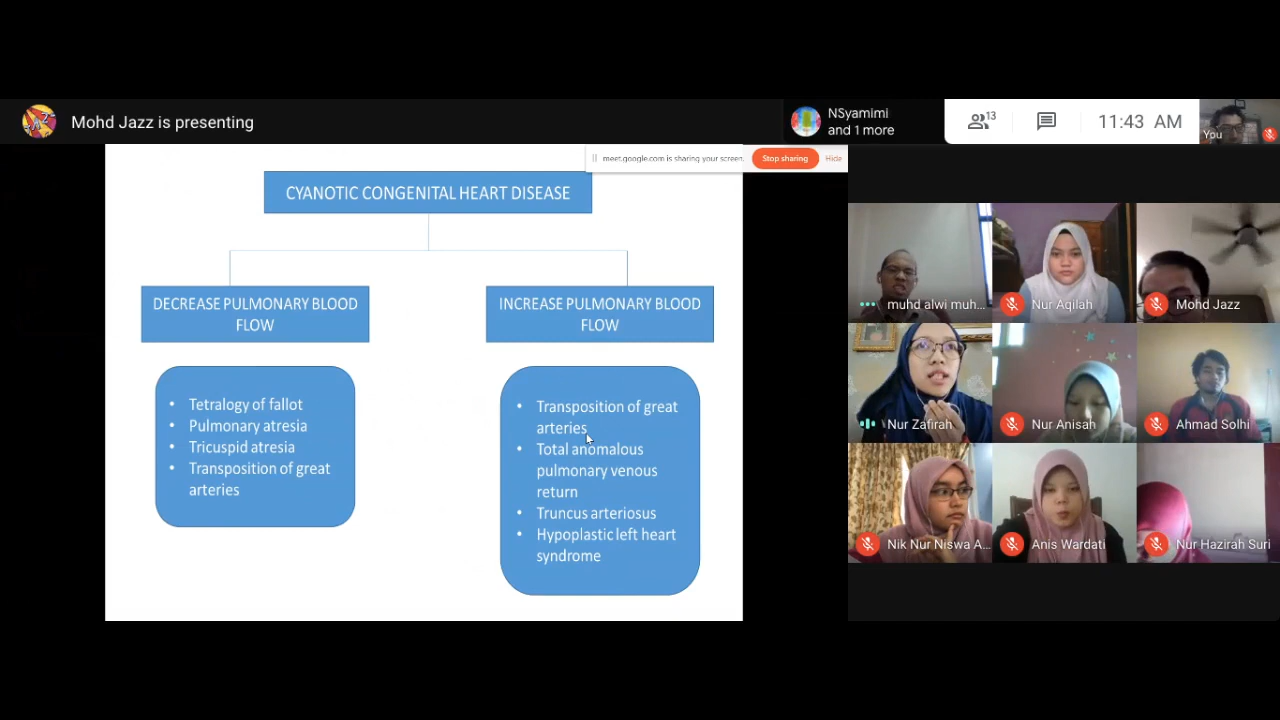 Mohd Jazz is presenting
NSyamimi
and 1 more
13
11:43 AM
You
meet.google.com is sharing your screen.
Stop sharing
Hide
CYANOTIC CONGENITAL HEART DISEASE
DECREASE PULMONARY BLOOD
FLOW
INCREASE PULMONARY BLOOD
FLOW
• Tetralogy of fallot
• Pulmonary atresia
• Tricuspid atresia
• Transposition of great
arteries
• Transposition of great
arteries
• Total anomalous
pulmonary venous
return
• Truncus arteriosus
• Hypoplastic left heart
syndrome
muhd alwi muh...
Nur Aqilah
Mohd Jazz
Nur Zafirah
Nur Anisah
Ahmad Solhi
Nik Nur Niswa A...
Anis Wardati
Nur Hazirah Suri